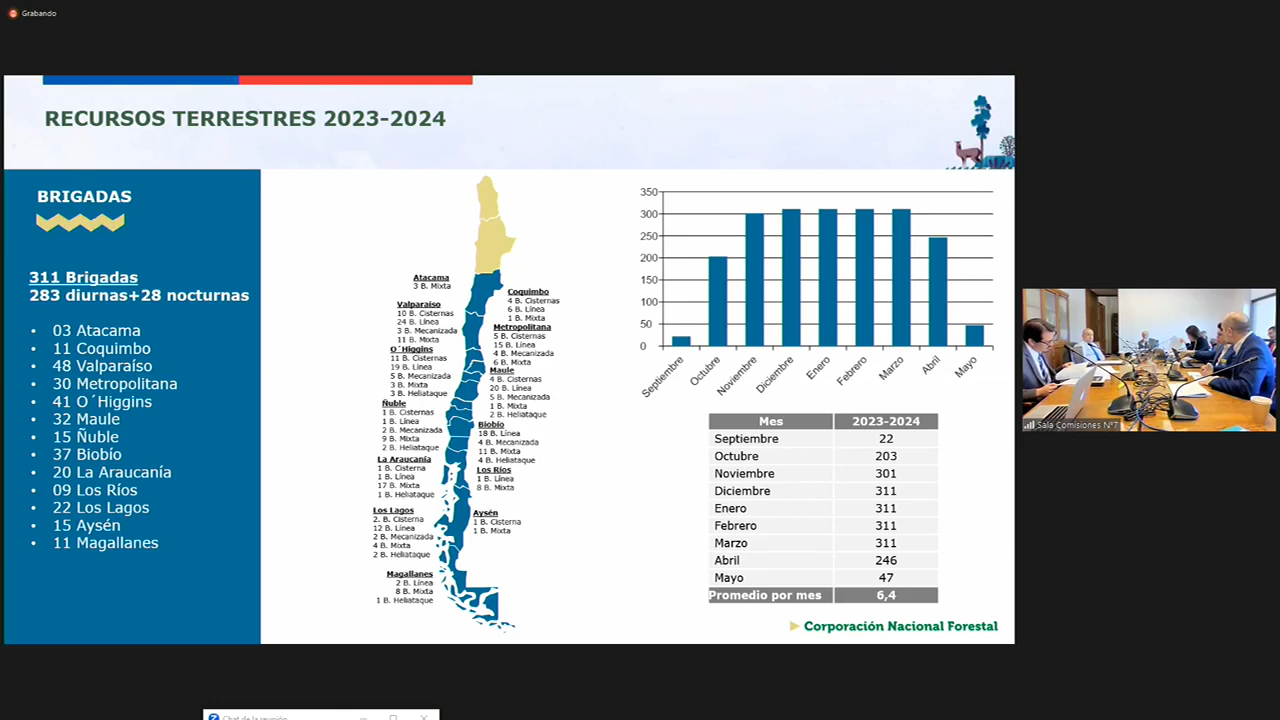 Grabando
RECURSOS TERRESTRES 2023-2024
BRIGADAS
311 Brigadas
283 diurnas+28 nocturnas
• 03 Atacama
• 11 Coquimbo
• 48 Valparaíso
• 30 Metropolitana
• 41 O´Higgins
• 32 Maule
• 15 Ñuble
• 37 Biobío
• 20 La Araucanía
• 09 Los Ríos
• 22 Los Lagos
• 15 Aysén
• 11 Magallanes
Atacama
3 B. Mixta
Valparaíso
10 B. Cisternas
24 B. Línea
3 B. Mecanizada
11 B. Mixta
O´Higgins
11 B. Cisternas
19 B. Línea
5 B. Mecanizada
3 B. Mixta
3 B. Heliataque
Ñuble
1 B. Cisternas
1 B. Línea
2 B. Mecanizada
9 B. Mixta
2 B. Heliataque
La Araucanía
1 B. Cisterna
1 B. Línea
17 B. Mixta
1 B. Heliataque
Los Lagos
2. B. Cisterna
12 B. Línea
2 B. Mecanizada
4 B. Mixta
2 B. Heliataque
Magallanes
2 B. Línea
8 B. Mixta
1 B. Heliataque
Coquimbo
4 B. Cisternas
6 B. Línea
1 B. Mixta
Metropolitana
5 B. Cisternas
15 B. Línea
4 B. Mecanizada
6 B. Mixta
Maule
4 B. Cisternas
20 B. Línea
5 B. Mecanizada
1 B. Mixta
2 B. Heliataque
Biobío
18 B. Línea
4 B. Mecanizada
11 B. Mixta
4 B. Heliataque
Los Ríos
1 B. Línea
8 B. Mixta
Aysén
1 B. Cisterna
1 B. Mixta
350
300
250
200
150
100
50
0
Septiembre
Octubre
Noviembre
Diciembre
Enero
Febrero
Marzo
Abril
Mayo
Mes 2023-2024
Septiembre 22
Octubre 203
Noviembre 301
Diciembre 311
Enero 311
Febrero 311
Marzo 311
Abril 246
Mayo 47
Promedio por mes 6,4
Corporación Nacional Forestal
Sala Comisiones N°7
Chat de la reunión